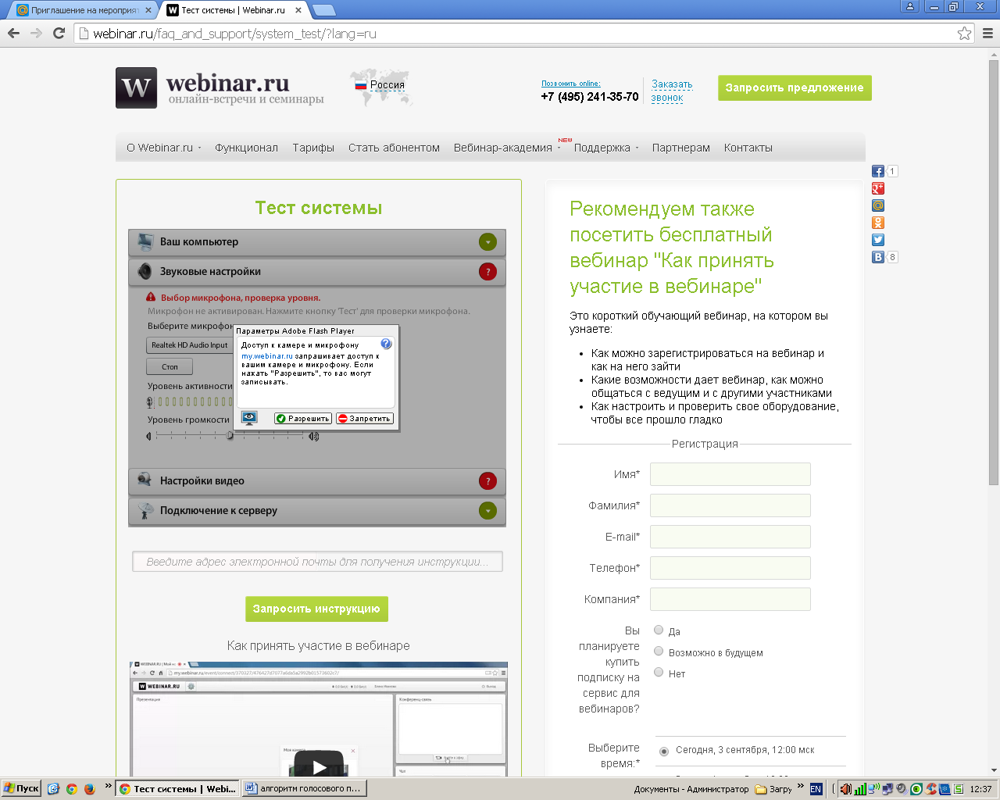 Приглашение на мероприят
Тест системы | Webinar.ru
webinar.ru/faq_and_support/system_test/?lang=ru
W webinar.ru
онлайн-встречи и семинары
Россия
Позвонить online:
+7 (495) 241-35-70
Заказать
звонок
Запросить предложение
О Webinar.ru
Функционал
Тарифы
Стать абонентом
Вебинар-академия
NEW
Поддержка
Партнерам
Контакты
1
8
Тест системы
Ваш компьютер
Звуковые настройки
?
Выбор микрофона, проверка уровня.
Микрофон не активирован. Нажмите кнопку 'Тест' для проверки микрофона.
Выберите микрофон
Realtek HD Audio Input
Стоп
Уровень активности
Уровень громкости
Параметры Adobe Flash Player
Доступ к камере и микрофону
my.webinar.ru запрашивает доступ к
вашим камере и микрофону. Если
нажать "Разрешить", то вас могут
записывать.
Разрешить
Запретить
Настройки видео
?
Подключение к серверу
Введите адрес электронной почты для получения инструкции...
Запросить инструкцию
Как принять участие в вебинаре
WEBINAR.RU
Презентация
Конференц-связь
Моя камера
Чат
Рекомендуем также
посетить бесплатный
вебинар "Как принять
участие в вебинаре"
Это короткий обучающий вебинар, на котором вы
узнаете:
• Как можно зарегистрироваться на вебинар и
как на него зайти
• Какие возможности дает вебинар, как можно
общаться с ведущим и с другими участниками
• Как настроить и проверить свое оборудование,
чтобы все прошло гладко
Регистрация
Имя*
Фамилия*
E-mail*
Телефон*
Компания*
Вы
планируете
купить
подписку на
сервис для
вебинаров?
Да
Возможно в будущем
Нет
Выберите
время:*
Сегодня, 3 сентября, 12:00 мск
Пуск
Тест системы | Webi...
алгоритм голосового п...
Документы - Администратор
Загру
EN
12:37